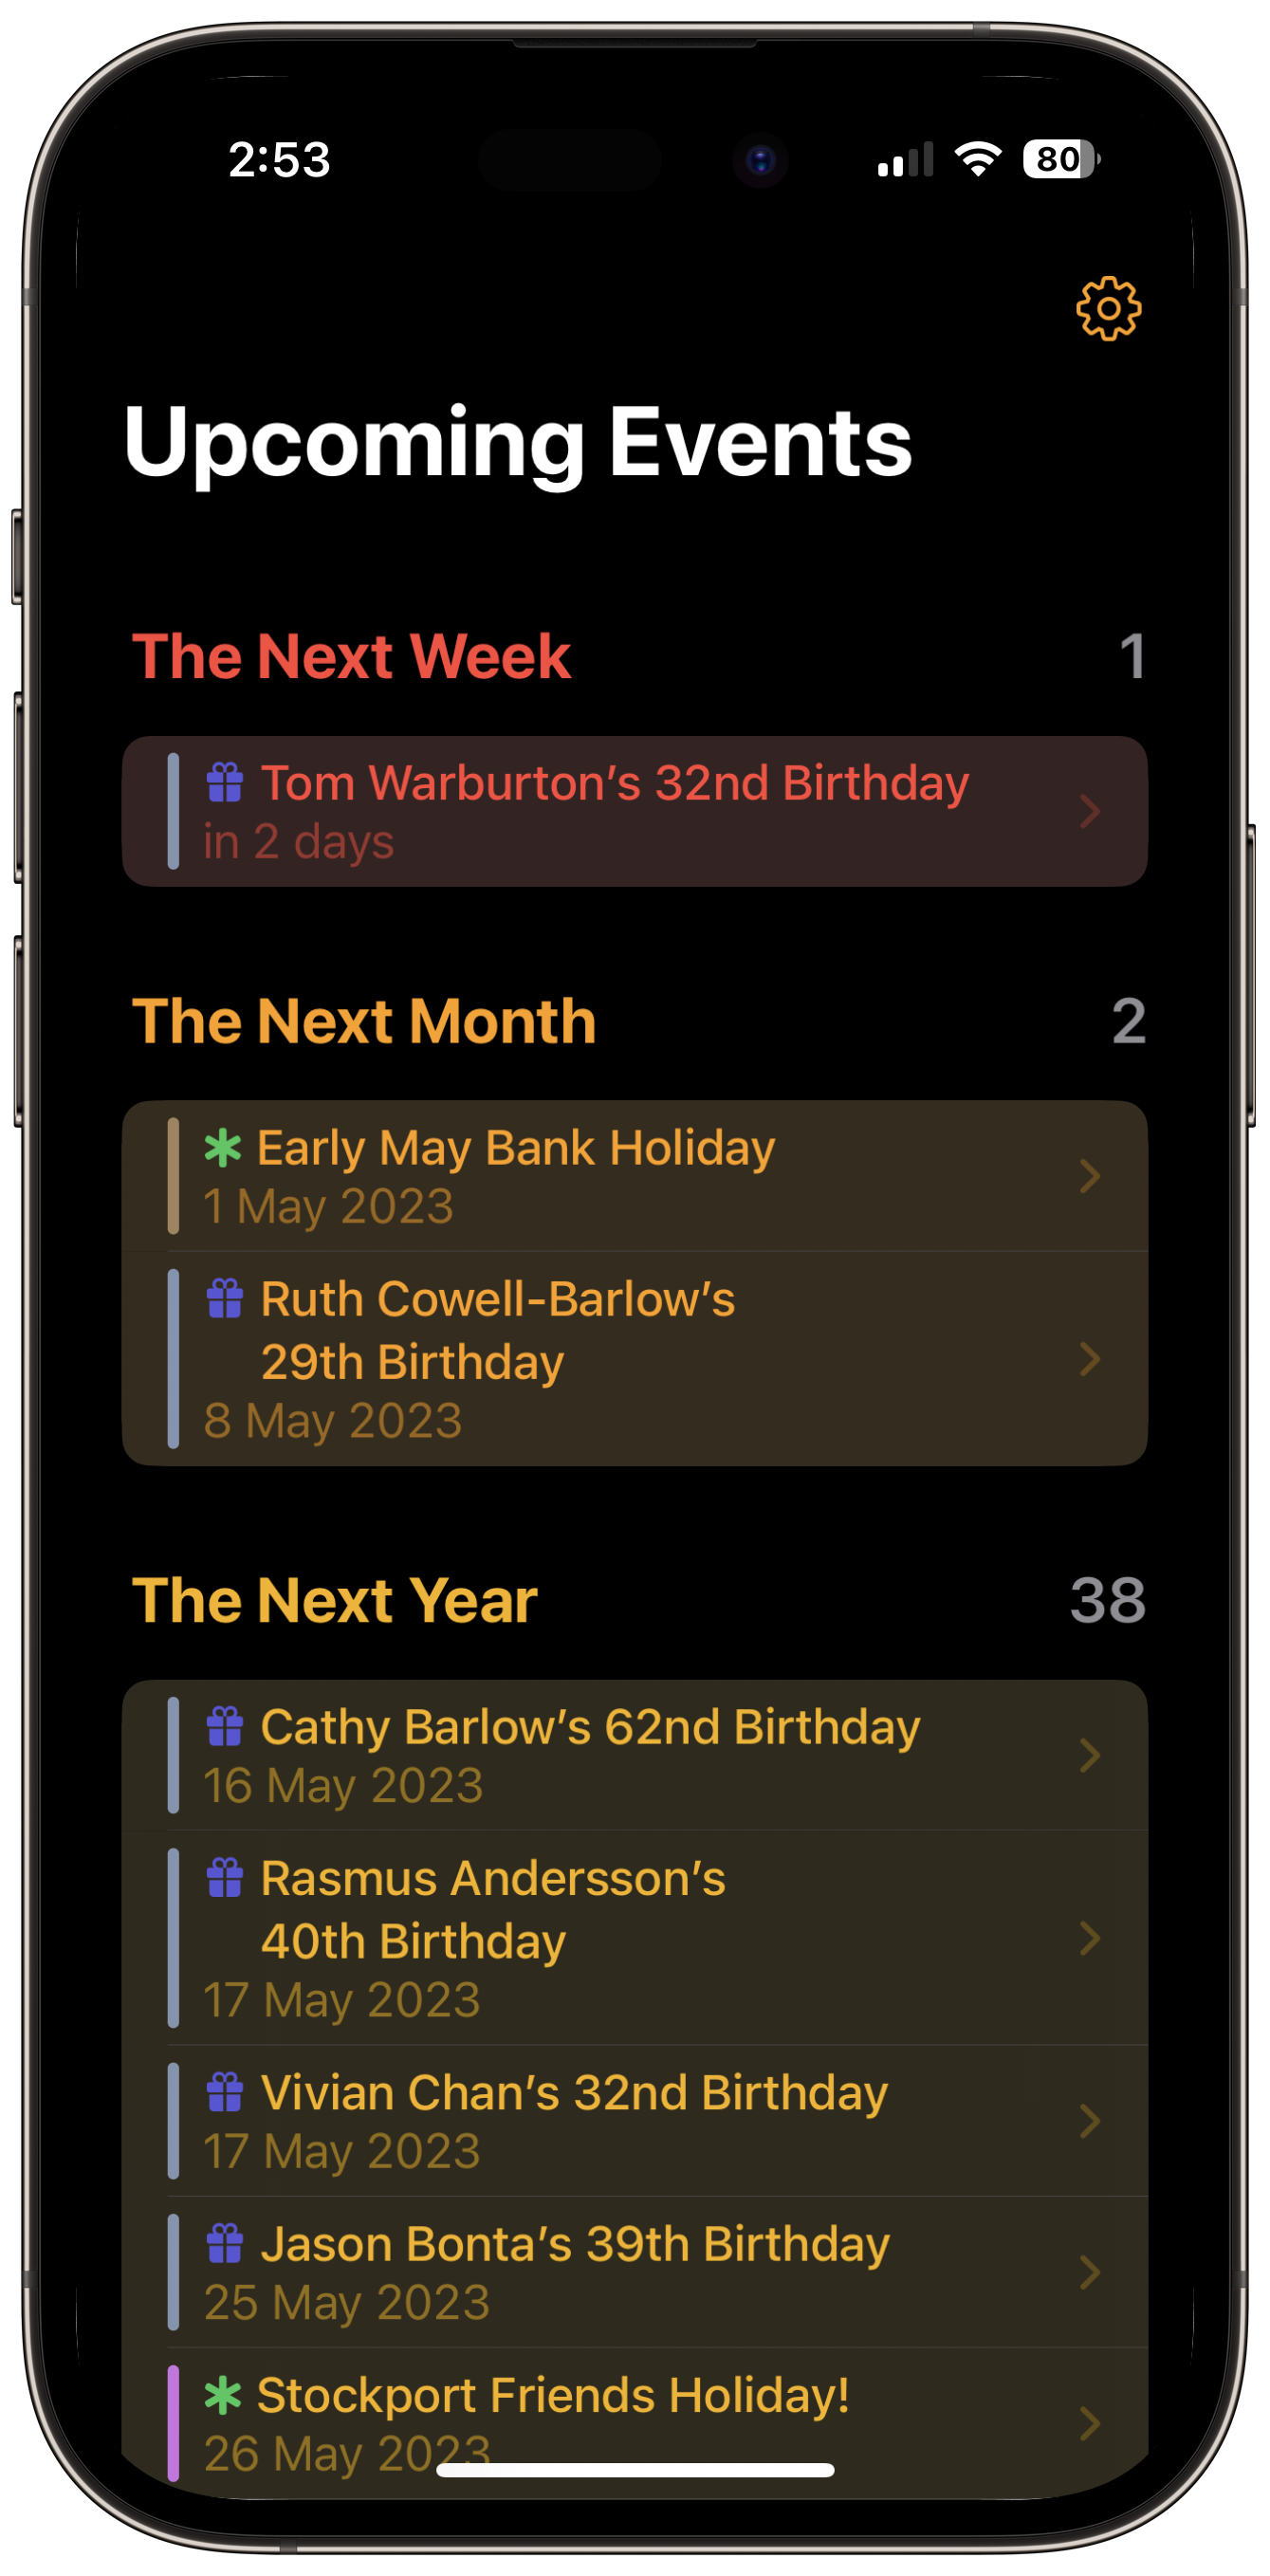 2:53
80
Upcoming Events
The Next Week 1
Tom Warburton’s 32nd Birthday
in 2 days
The Next Month 2
Early May Bank Holiday
1 May 2023
Ruth Cowell-Barlow’s
29th Birthday
8 May 2023
The Next Year 38
Cathy Barlow’s 62nd Birthday
16 May 2023
Rasmus Andersson’s
40th Birthday
17 May 2023
Vivian Chan’s 32nd Birthday
17 May 2023
Jason Bonta’s 39th Birthday
25 May 2023
Stockport Friends Holiday!
26 May 2023